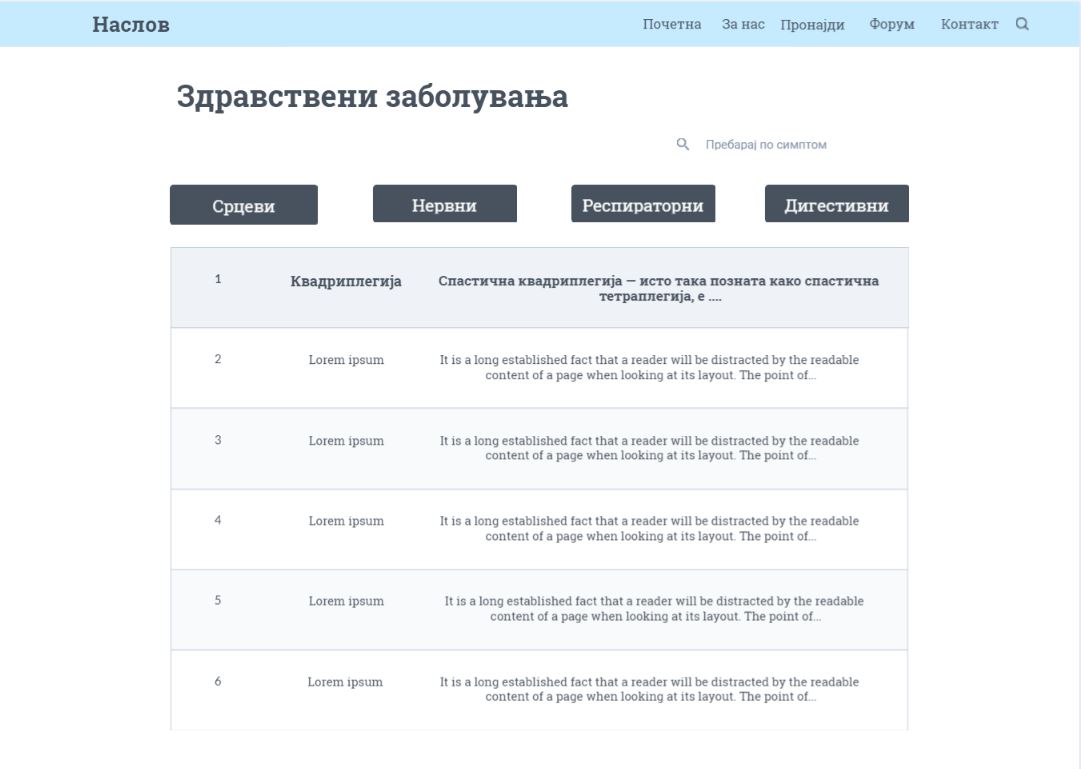 Наслов
Почетна За нас Пронајди Форум Контакт
Здравствени заболувања
Пребарај по симптом
Срцеви Нервни Респираторни Дигестивни
1 Квадриплегија Спастична квадриплегија — исто така позната како спастична
тетраплегија, е ....
2 Lorem ipsum It is a long established fact that a reader will be distracted by the readable
content of a page when looking at its layout. The point of...
3 Lorem ipsum It is a long established fact that a reader will be distracted by the readable
content of a page when looking at its layout. The point of...
4 Lorem ipsum It is a long established fact that a reader will be distracted by the readable
content of a page when looking at its layout. The point of...
5 Lorem ipsum It is a long established fact that a reader will be distracted by the readable
content of a page when looking at its layout. The point of...
6 Lorem ipsum It is a long established fact that a reader will be distracted by the readable
content of a page when looking at its layout. The point of...